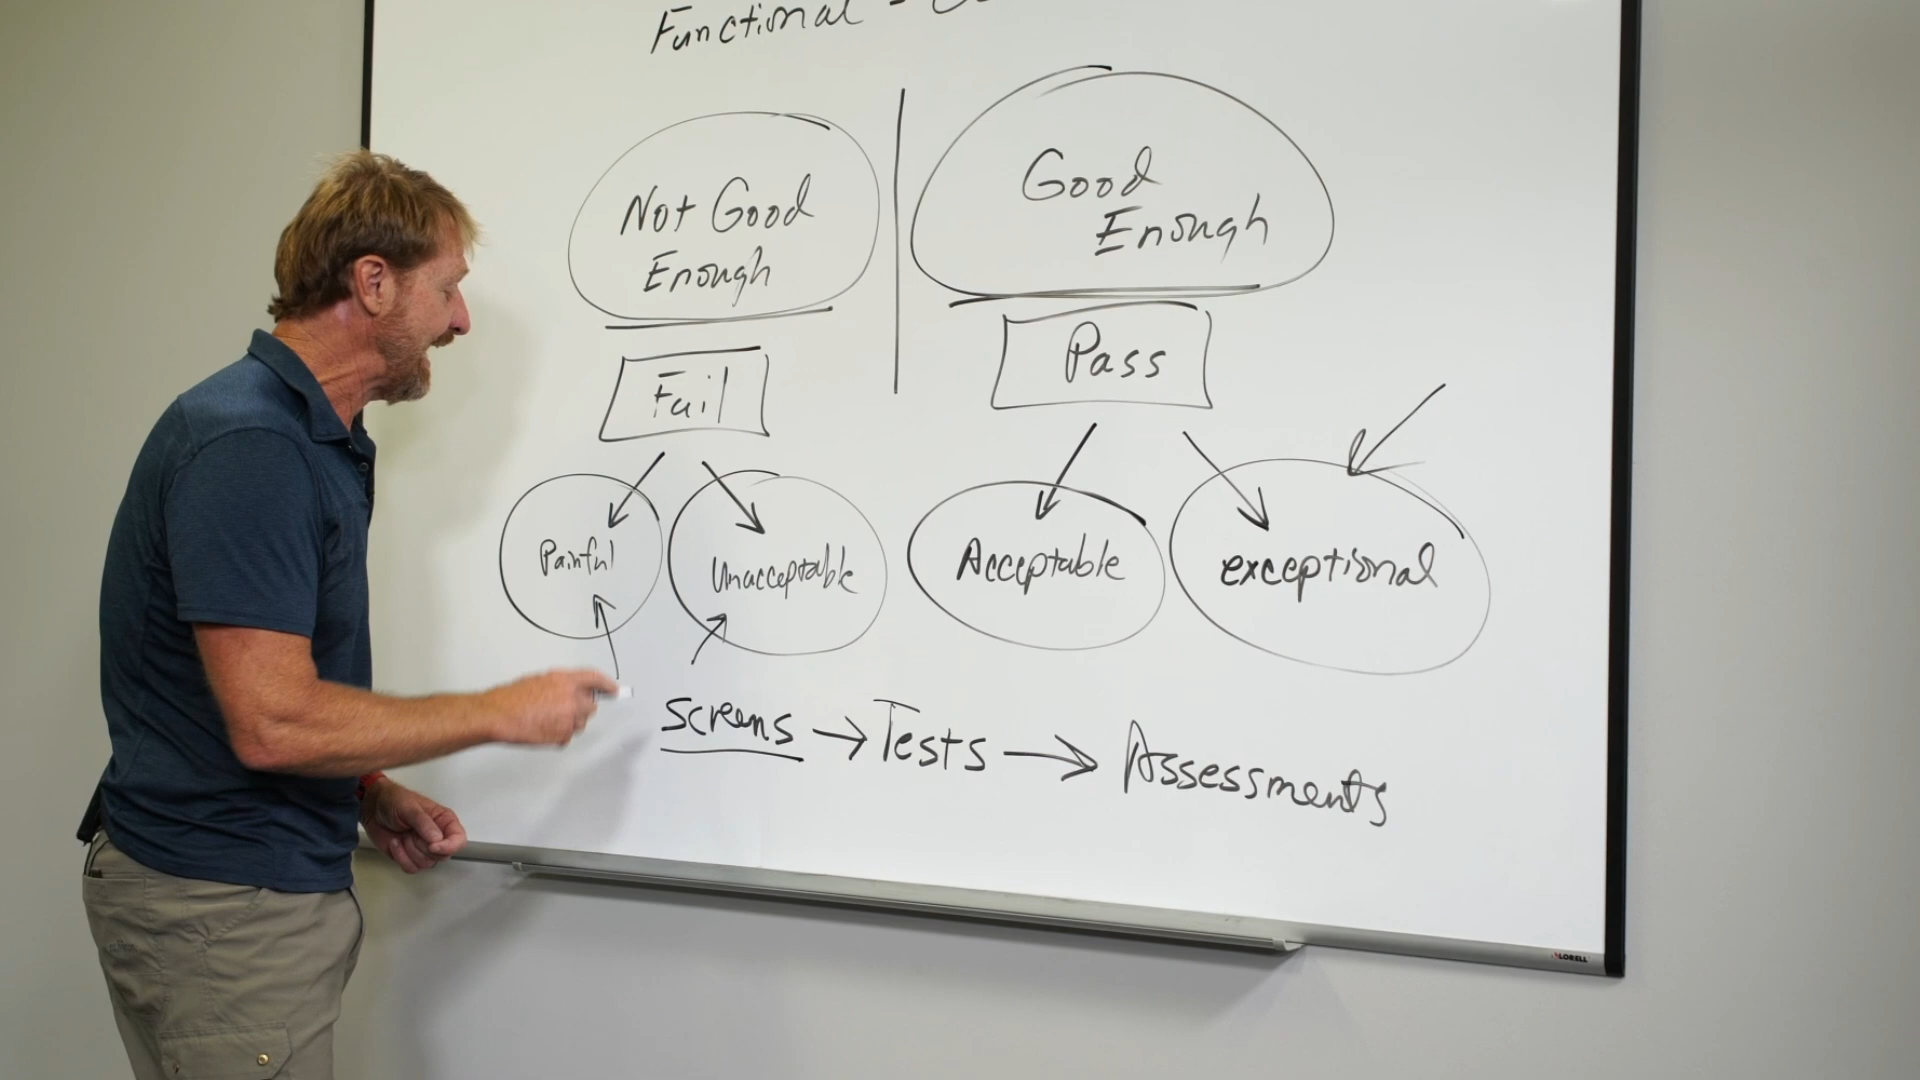 Functional -
Not Good
Enough
Good
Enough
Fail
Pass
Painful
Unacceptable
Acceptable
exceptional
Screens → Tests → Assessments
LORELL